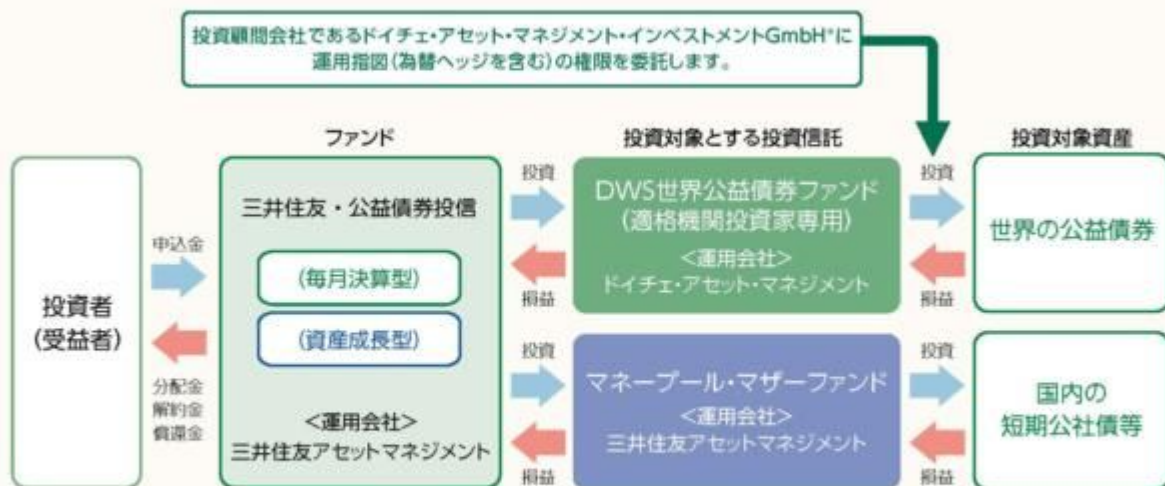 投資顧問会社であるドイチェ・アセット・マネジメント・インベストメントGmbH*に
運用指図(為替ヘッジを含む)の権限を委託します。
ファンド
投資対象とする投資信託
投資対象資産
投資者
(受益者)
申込金
分配金
解約金
償還金
三井住友・公益債券投信
(毎月決算型)
(資産成長型)
<運用会社>
三井住友アセットマネジメント
投資
損益
投資
損益
DWS世界公益債券ファンド
(適格機関投資家専用)
<運用会社>
ドイチェ・アセット・マネジメント
マネープール・マザーファンド
<運用会社>
三井住友アセットマネジメント
投資
損益
投資
損益
世界の公益債券
国内の
短期公社債等